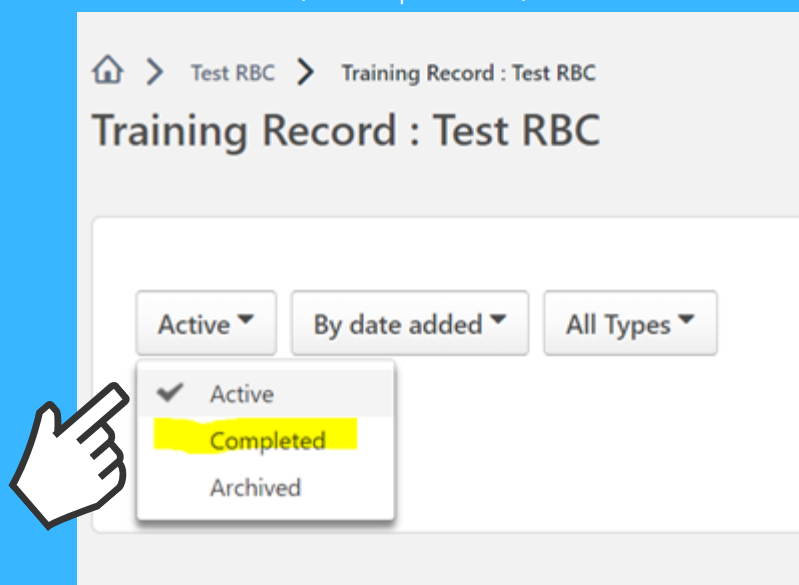 Test RBC Training Record : Test RBC
Training Record : Test RBC
Active By date added All Types
Active
Completed
Archived